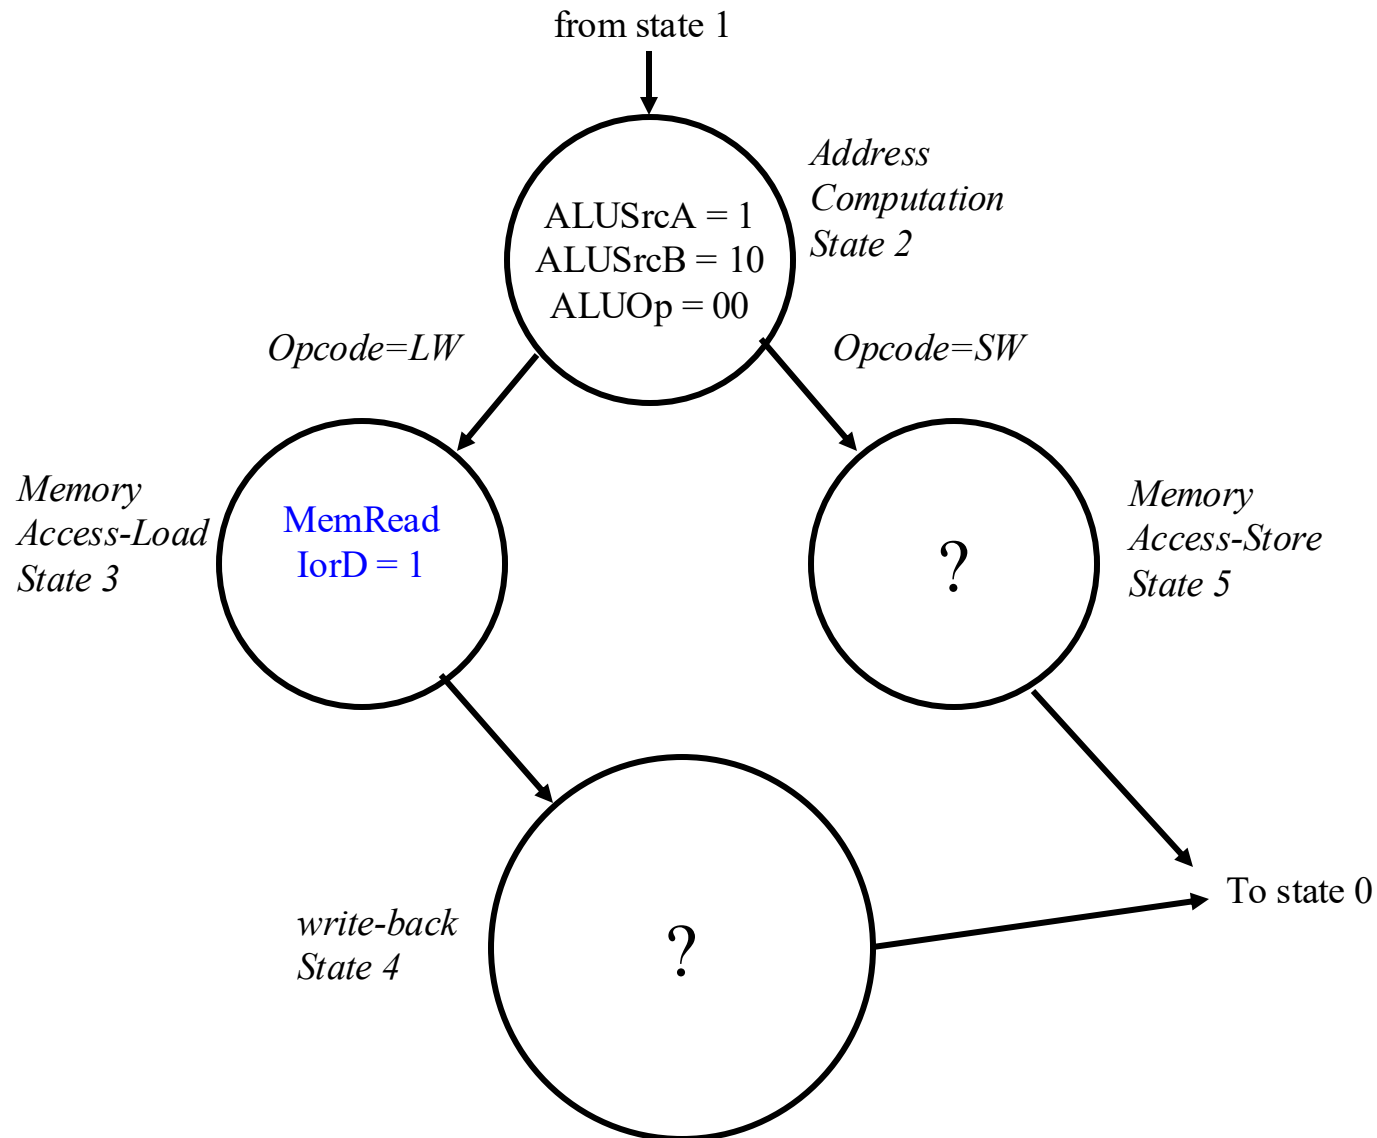 from state 1
Address
Computation
State 2
ALUSrcA = 1
ALUSrcB = 10
ALUOp = 00
Opcode=LW
Opcode=SW
Memory
Access-Load
State 3
MemRead
IorD = 1
?
Memory
Access-Store
State 5
write-back
State 4
?
To state 0